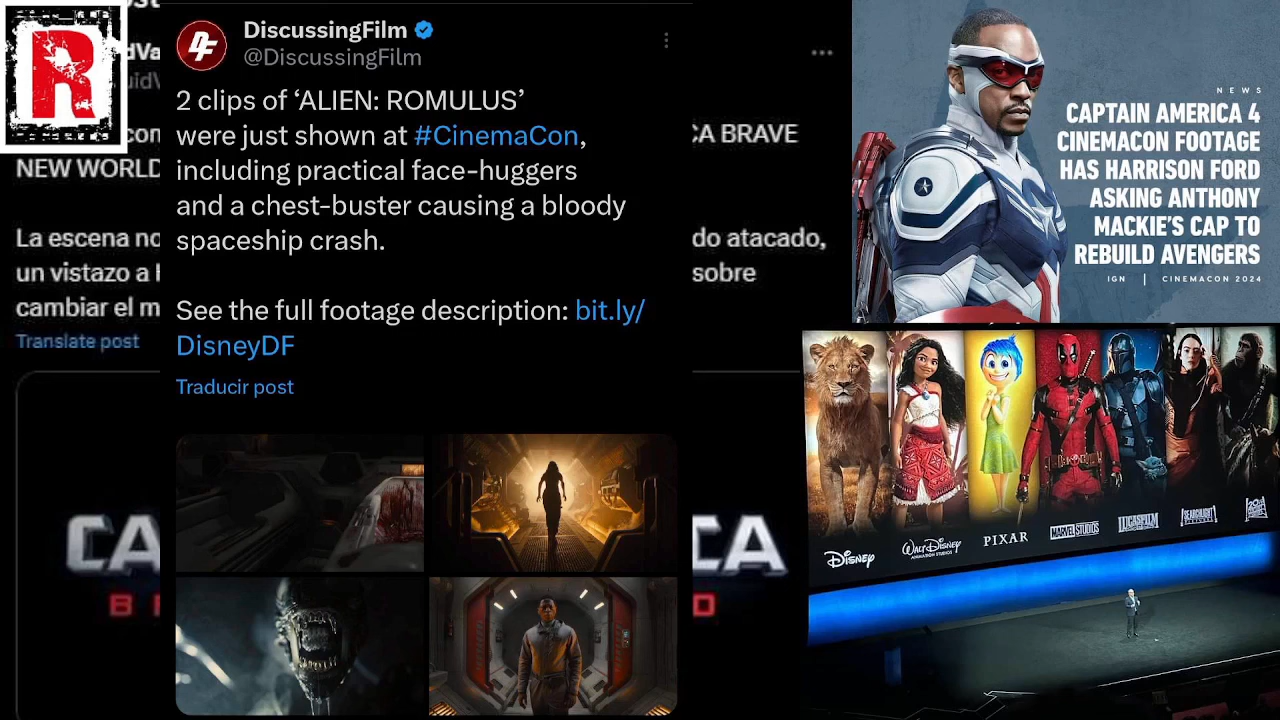 R
DF
DiscussingFilm
@DiscussingFilm
2 clips of ‘ALIEN: ROMULUS’
were just shown at #CinemaCon,
including practical face-huggers
and a chest-buster causing a bloody
spaceship crash.
See the full footage description: bit.ly/
DisneyDF
Traducir post
CA BRAVE
NEW WORLD
La escena no
do atacado,
un vistazo a
sobre
cambiar el m
Translate post
CA
CA
B
O
NEWS
CAPTAIN AMERICA 4
CINEMACON FOOTAGE
HAS HARRISON FORD
ASKING ANTHONY
MACKIE'S CAP TO
REBUILD AVENGERS
IGN | CINEMACON 2024
DISNEY
WALT DISNEY
ANIMATION STUDIOS
PIXAR
MARVEL STUDIOS
LUCASFILM
SEARCHLIGHT